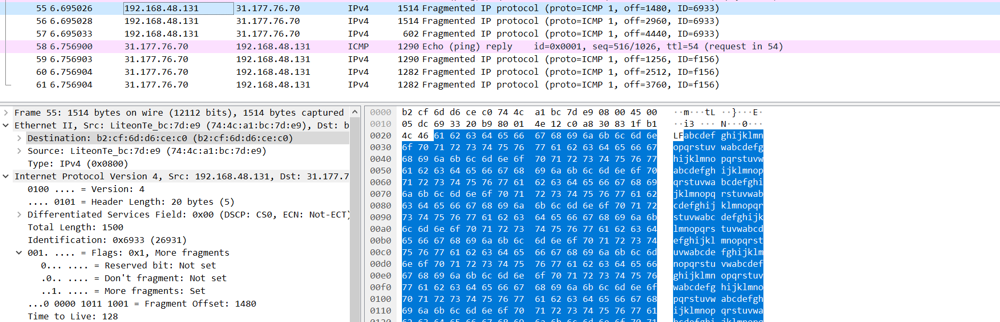 55 6.695026 192.168.48.131 31.177.76.70 IPv4 1514 Fragmented IP protocol (proto=ICMP 1, off=1480, ID=6933)
56 6.695028 192.168.48.131 31.177.76.70 IPv4 1514 Fragmented IP protocol (proto=ICMP 1, off=2960, ID=6933)
57 6.695033 192.168.48.131 31.177.76.70 IPv4 602 Fragmented IP protocol (proto=ICMP 1, off=4440, ID=6933)
58 6.756900 31.177.76.70 192.168.48.131 ICMP 1290 Echo (ping) reply id=0x0001, seq=516/1026, ttl=54 (request in 54)
59 6.756903 31.177.76.70 192.168.48.131 IPv4 1290 Fragmented IP protocol (proto=ICMP 1, off=1256, ID=f156)
60 6.756904 31.177.76.70 192.168.48.131 IPv4 1282 Fragmented IP protocol (proto=ICMP 1, off=2512, ID=f156)
61 6.756904 31.177.76.70 192.168.48.131 IPv4 1282 Fragmented IP protocol (proto=ICMP 1, off=3760, ID=f156)
Frame 55: 1514 bytes on wire (12112 bits), 1514 bytes captured
Ethernet II, Src: LiteonTe_bc:7d:e9 (74:4c:a1:bc:7d:e9), Dst: b
Destination: b2:cf:6d:d6:ce:c0 (b2:cf:6d:d6:ce:c0)
Source: LiteonTe_bc:7d:e9 (74:4c:a1:bc:7d:e9)
Type: IPv4 (0x0800)
Internet Protocol Version 4, Src: 192.168.48.131, Dst: 31.177.7
0100 .... = Version: 4
.... 0101 = Header Length: 20 bytes (5)
Differentiated Services Field: 0x00 (DSCP: CS0, ECN: Not-ECT)
Total Length: 1500
Identification: 0x6933 (26931)
001. .... = Flags: 0x1, More fragments
0... .... = Reserved bit: Not set
.0.. .... = Don't fragment: Not set
..1. .... = More fragments: Set
...0 0000 1011 1001 = Fragment Offset: 1480
Time to Live: 128
0000 b2 cf 6d d6 ce c0 74 4c a1 bc 7d e9 08 00 45 00 ··m···tL ··}···E·
0010 05 dc 69 33 20 b9 80 01 4e 12 c0 a8 30 83 1f b1 ··i3 ··· N···0···
0020 4c 46 61 62 63 64 65 66 67 68 69 6a 6b 6c 6d 6e LFabcdef ghijklmn
0030 6f 70 71 72 73 74 75 76 77 61 62 63 64 65 66 67 opqrstuv wabcdefg
0040 68 69 6a 6b 6c 6d 6e 6f 70 71 72 73 74 75 76 77 hijklmno pqrstuvw
0050 61 62 63 64 65 66 67 68 69 6a 6b 6c 6d 6e 6f 70 abcdefgh ijklmnop
0060 71 72 73 74 75 76 77 61 62 63 64 65 66 67 68 69 qrstuvwa bcdefghi
0070 6a 6b 6c 6d 6e 6f 70 71 72 73 74 75 76 77 61 62 jklmnopq rstuvwab
0080 63 64 65 66 67 68 69 6a 6b 6c 6d 6e 6f 70 71 72 cdefghij klmnopqr
0090 73 74 75 76 77 61 62 63 64 65 66 67 68 69 6a 6b stuvwabc defghijk
00a0 6c 6d 6e 6f 70 71 72 73 74 75 76 77 61 62 63 64 lmnopqrs tuvwabcd
00b0 65 66 67 68 69 6a 6b 6c 6d 6e 6f 70 71 72 73 74 efghijkl mnopqrst
00c0 75 76 77 61 62 63 64 65 66 67 68 69 6a 6b 6c 6d uvwabcde fghijklm
00d0 6e 6f 70 71 72 73 74 75 76 77 61 62 63 64 65 66 nopqrstu vwabcdef
00e0 67 68 69 6a 6b 6c 6d 6e 6f 70 71 72 73 74 75 76 ghijklmn opqrstuv
00f0 77 61 62 63 64 65 66 67 68 69 6a 6b 6c 6d 6e 6f wabcdefg hijklmno
0100 70 71 72 73 74 75 76 77 61 62 63 64 65 66 67 68 pqrstuvw abcdefgh
0110 69 6a 6b 6c 6d 6e 6f 70 71 72 73 74 75 76 77 61 ijklmnop qrstuvwa